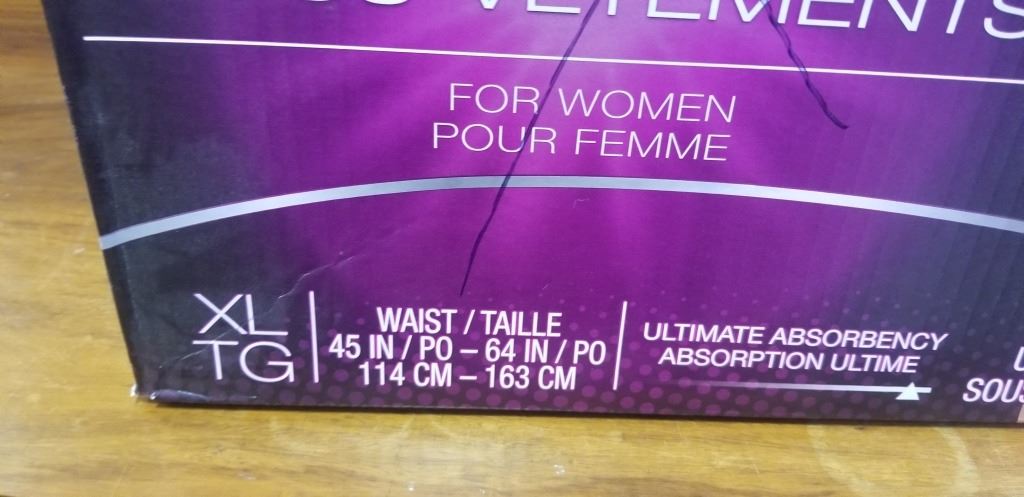 VÊTEMENTS
FOR WOMEN
POUR FEMME
XL
TG
WAIST / TAILLE
45 IN / PO – 64 IN / PO
114 CM – 163 CM
ULTIMATE ABSORBENCY
ABSORPTION ULTIME